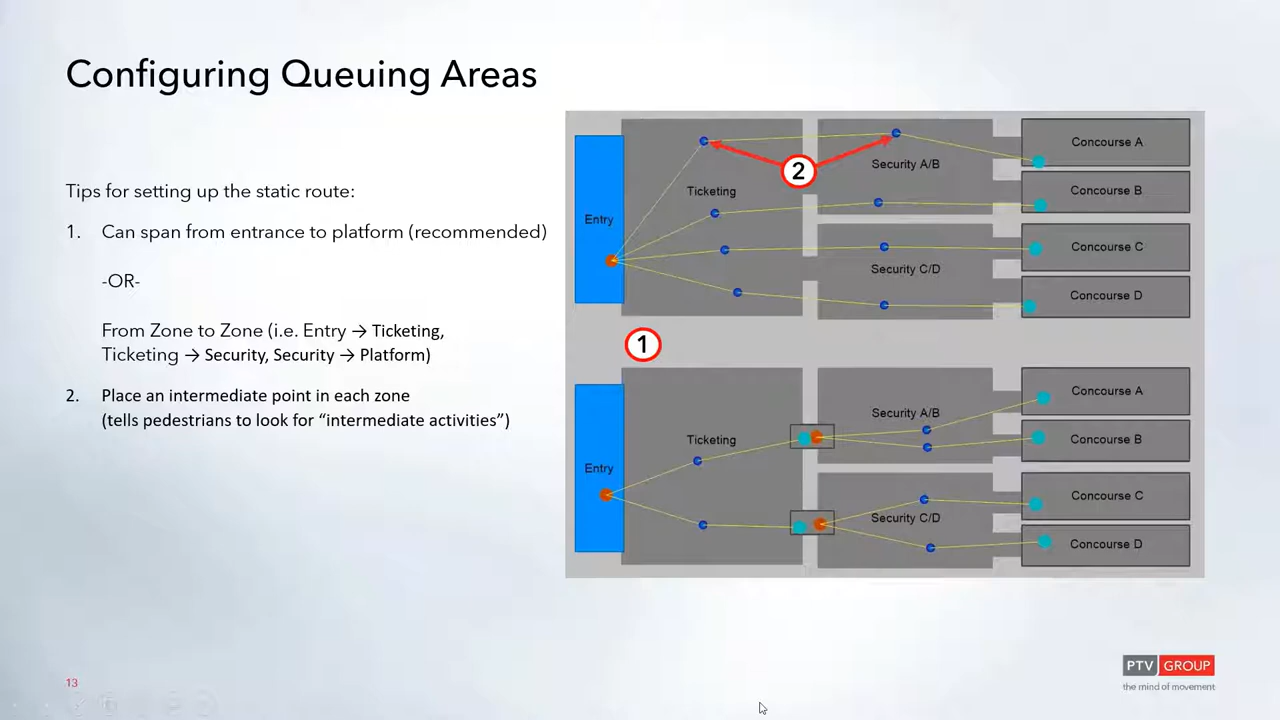 Configuring Queuing Areas
Tips for setting up the static route:
1. Can span from entrance to platform (recommended)
-OR-
From Zone to Zone (i.e. Entry → Ticketing,
Ticketing → Security, Security → Platform)
2. Place an intermediate point in each zone
(tells pedestrians to look for “intermediate activities”)
Entry
Ticketing
2
Security A/B
Security C/D
Concourse A
Concourse B
Concourse C
Concourse D
1
Entry
Ticketing
Security A/B
Security C/D
Concourse A
Concourse B
Concourse C
Concourse D
13
PTV GROUP
the mind of movement